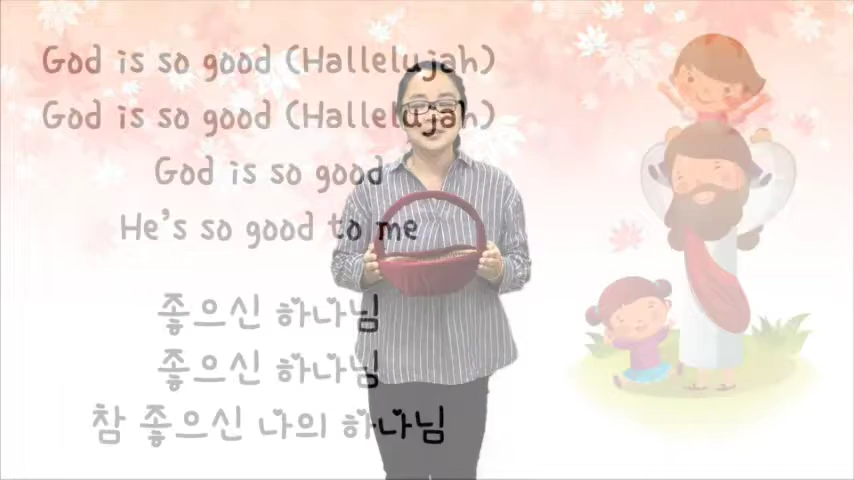 God is so good (Hallelujah)
God is so good (Hallelujah)
God is so good
He's so good to me
좋으신 하나님
좋으신 하나님
참 좋으신 나의 하나님